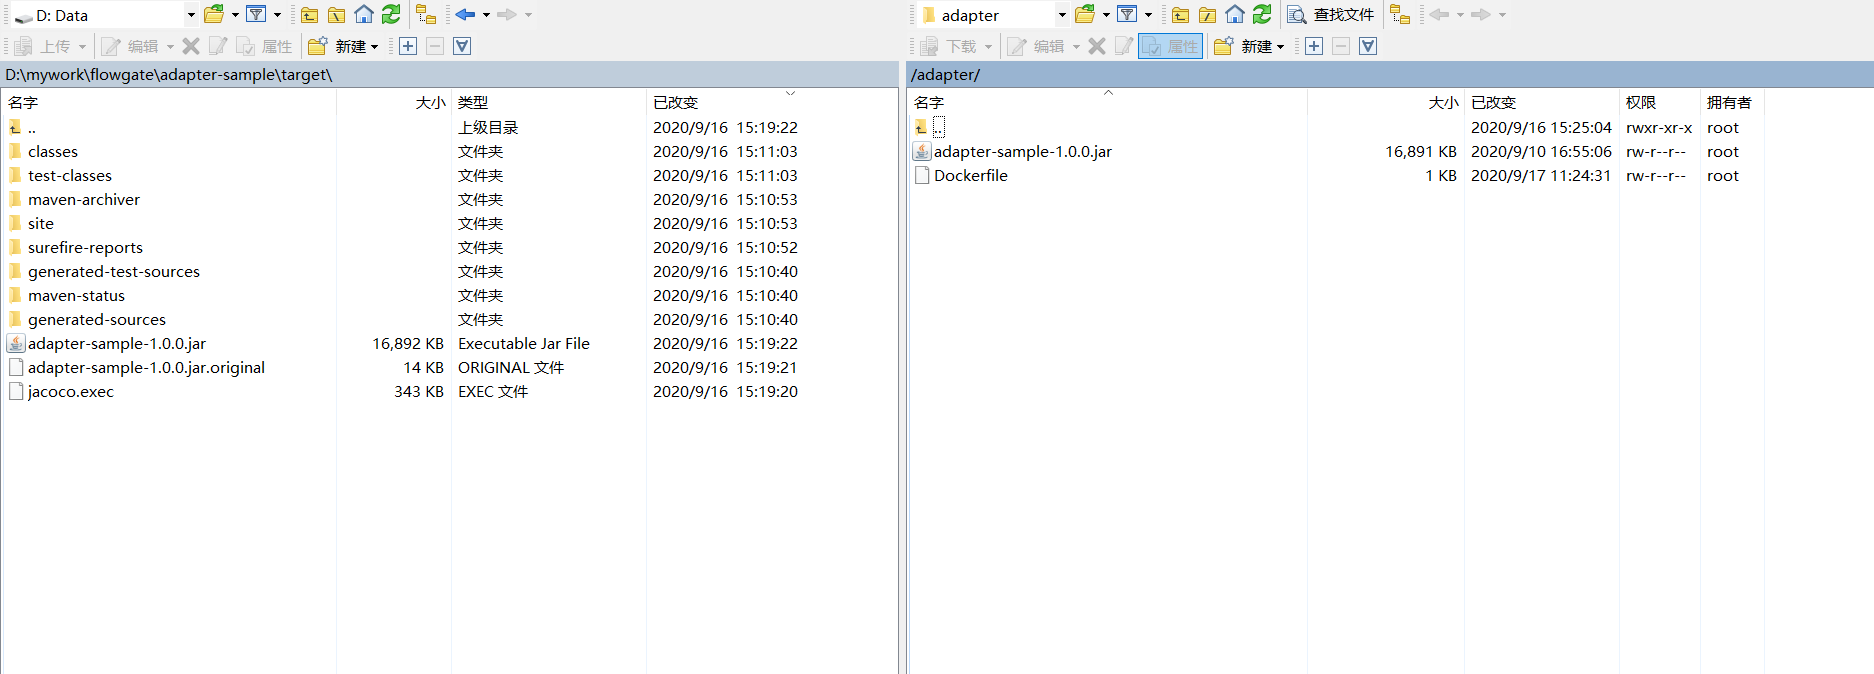 D: Data
上传 编辑 属性 新建
D:\mywork\flowgate\adapter-sample\target\
名字 大小 类型 已改变
.. 上级目录 2020/9/16 15:19:22
classes 文件夹 2020/9/16 15:11:03
test-classes 文件夹 2020/9/16 15:11:03
maven-archiver 文件夹 2020/9/16 15:10:53
site 文件夹 2020/9/16 15:10:53
surefire-reports 文件夹 2020/9/16 15:10:52
generated-test-sources 文件夹 2020/9/16 15:10:40
maven-status 文件夹 2020/9/16 15:10:40
generated-sources 文件夹 2020/9/16 15:10:40
adapter-sample-1.0.0.jar 16,892 KB Executable Jar File 2020/9/16 15:19:22
adapter-sample-1.0.0.jar.original 14 KB ORIGINAL 文件 2020/9/16 15:19:21
jacoco.exec 343 KB EXEC 文件 2020/9/16 15:19:20
adapter 查找文件
下载 编辑 属性 新建
/adapter/
名字 大小 已改变 权限 拥有者
.. 2020/9/16 15:25:04 rwxr-xr-x root
adapter-sample-1.0.0.jar 16,891 KB 2020/9/10 16:55:06 rw-r--r-- root
Dockerfile 1 KB 2020/9/17 11:24:31 rw-r--r-- root